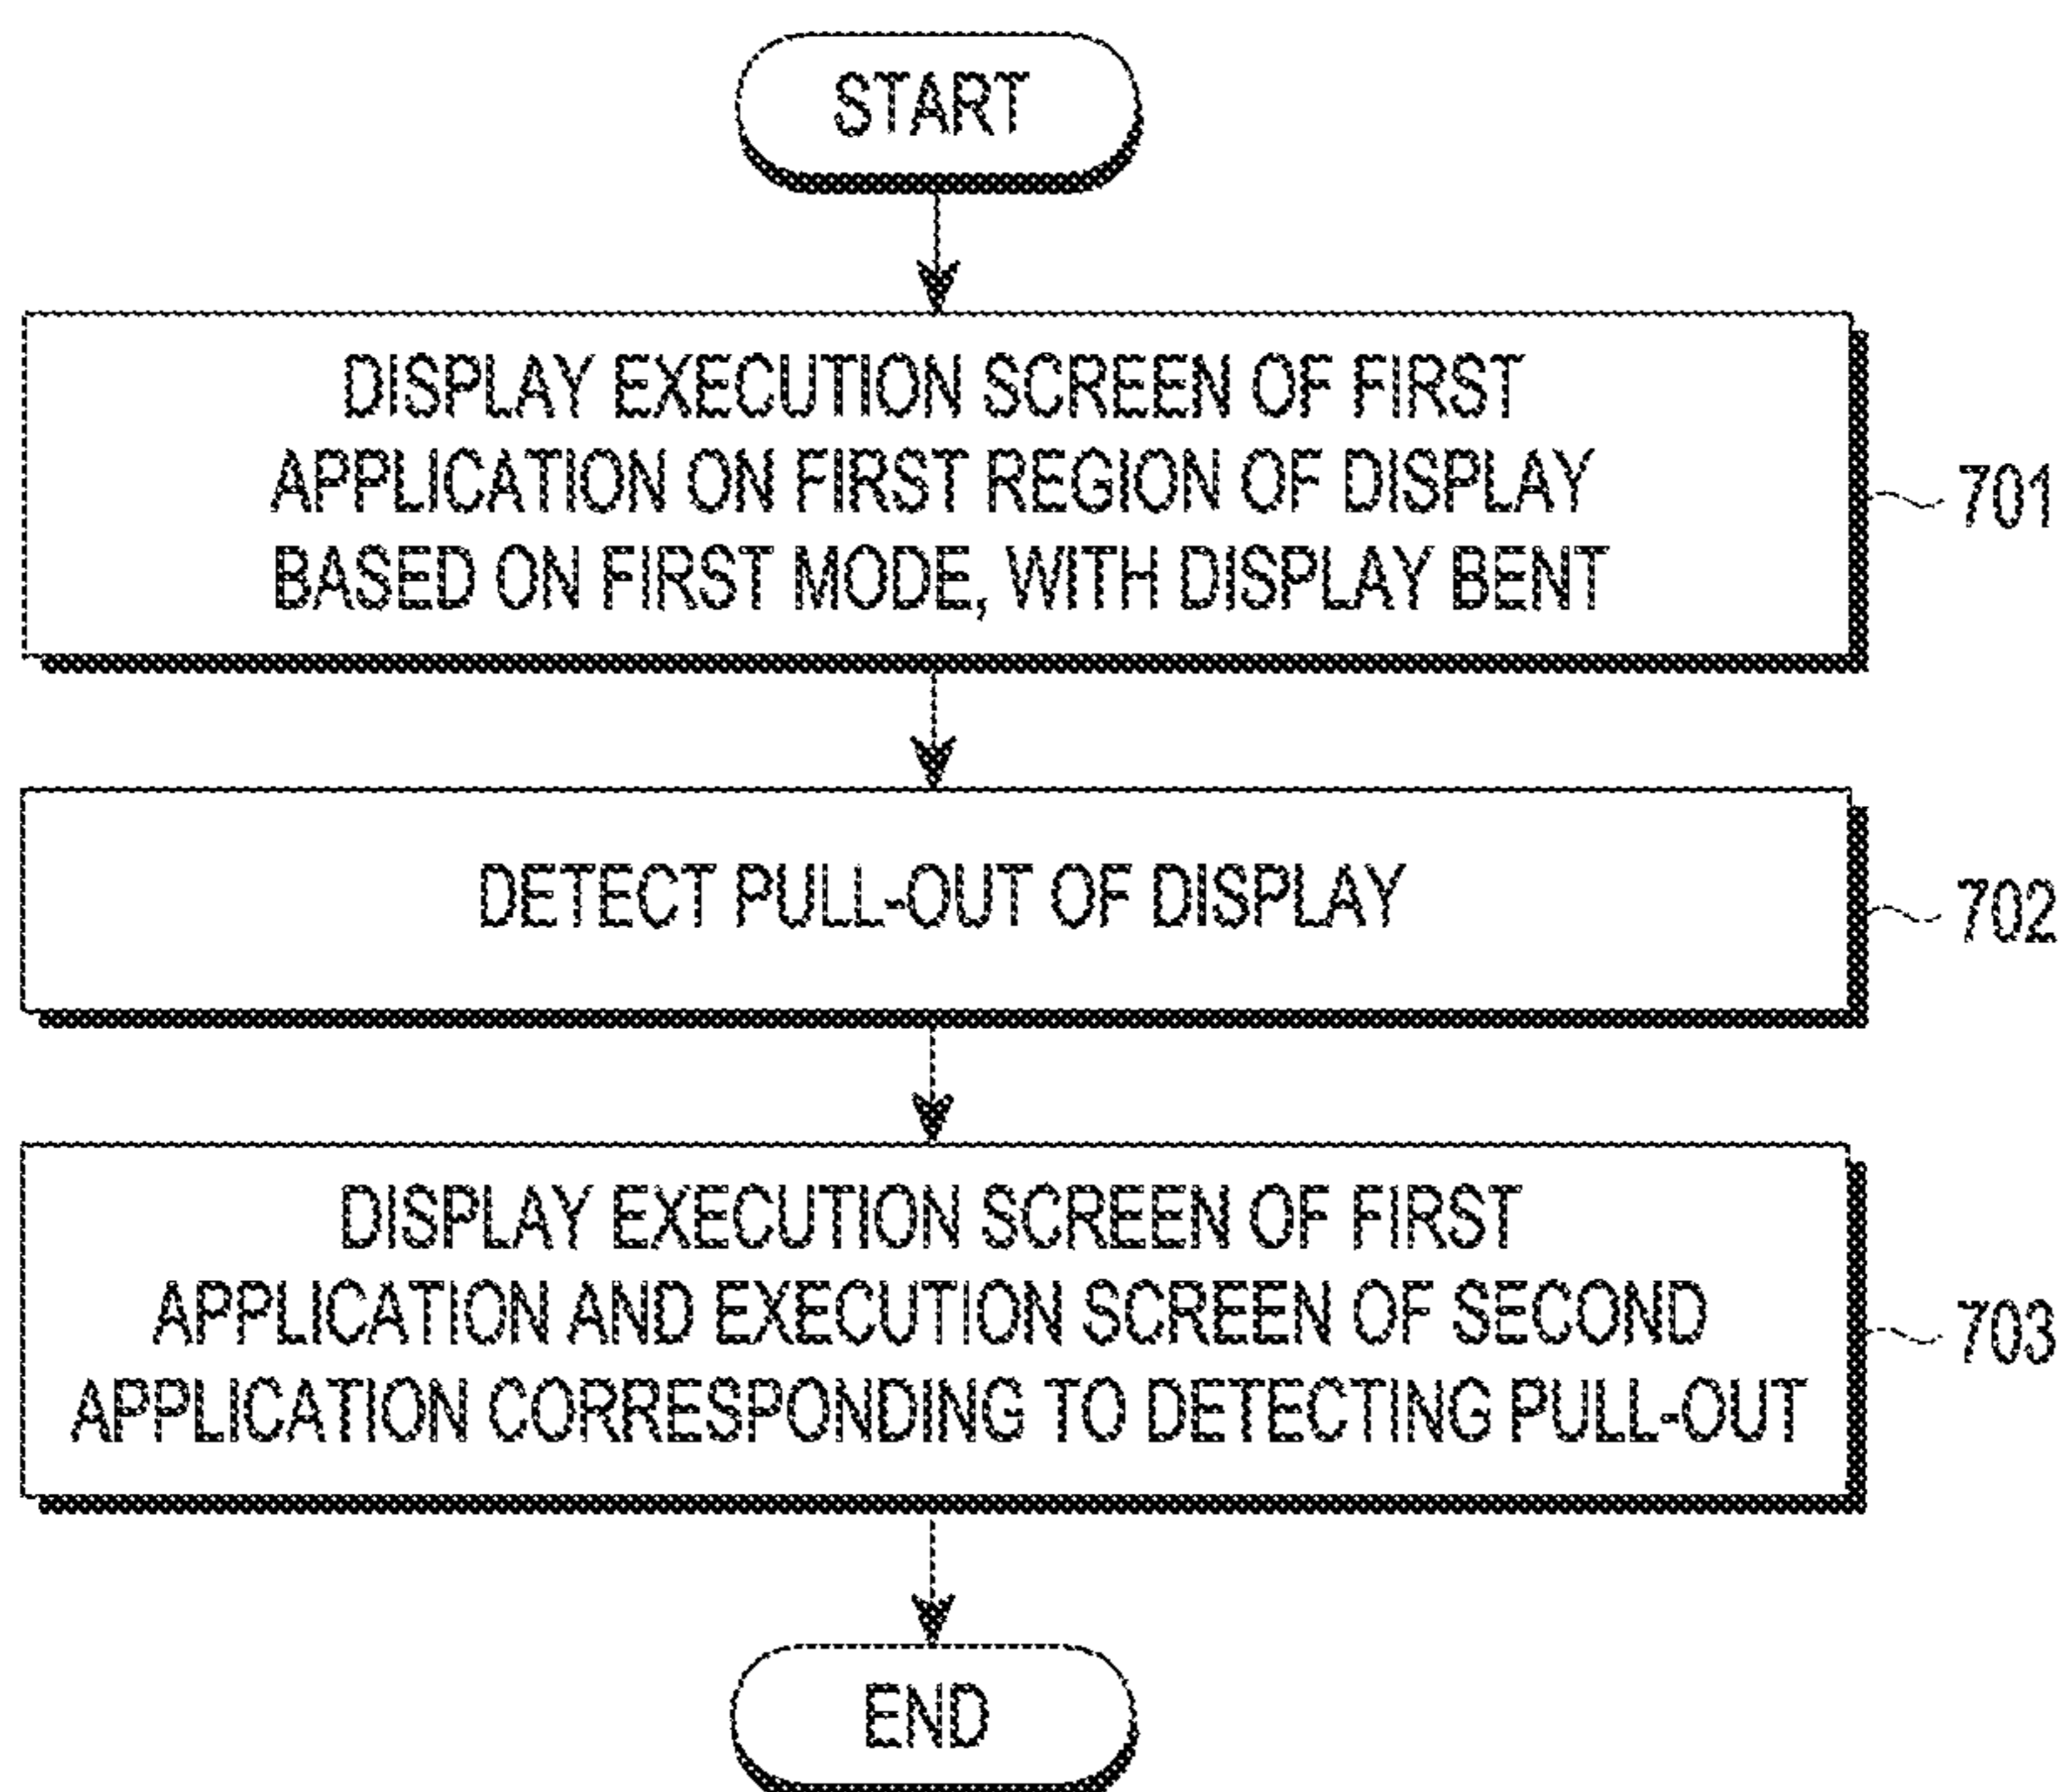 START
DISPLAY EXECUTION SCREEN OF FIRST
APPLICATION ON FIRST REGION OF DISPLAY
BASED ON FIRST MODE, WITH DISPLAY BENT
701
DETECT PULL-OUT OF DISPLAY
702
DISPLAY EXECUTION SCREEN OF FIRST
APPLICATION AND EXECUTION SCREEN OF SECOND
APPLICATION CORRESPONDING TO DETECTING PULL-OUT
703
END